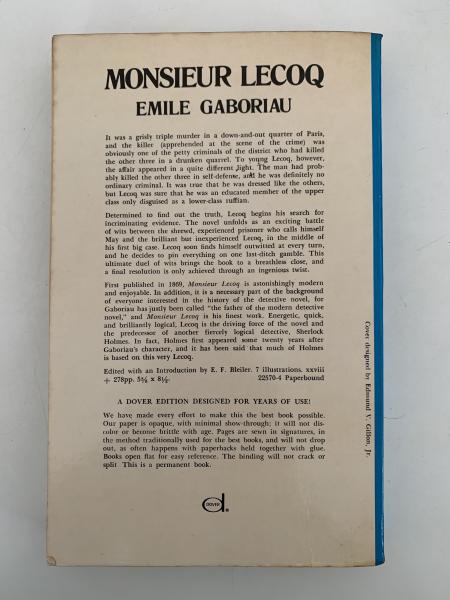 MONSIEUR LECOQ
EMILE GABORIAU
It was a grisly triple murder in a down-and-out quarter of Paris,
and the killer (apprehended at the scene of the crime) was
obviously one of the petty criminals of the district who had killed
the other three in a drunken quarrel. To young Lecoq, however,
the affair appeared in a quite different light. The man had prob-
ably killed the other three in self-defense, and he was definitely no
ordinary criminal. It was true that he was dressed like the others,
but Lecoq was sure that he was an educated member of the upper
class only disguised as a lower-class ruffian.
Determined to find out the truth, Lecoq begins his search for
incriminating evidence. The novel unfolds as an exciting battle
of wits between the shrewd, experienced prisoner who calls himself
May and the brilliant but inexperienced Lecoq, in the middle of
his first big case. Lecoq soon finds himself outwitted at every turn,
and he decides to pin everything on one last-ditch gamble. This
ultimate duel of wits brings the book to a breathless close, and
a final resolution is only achieved through an ingenious twist.
First published in 1869, Monsieur Lecoq is astonishingly modern
and enjoyable. In addition, it is a necessary part of the background
of everyone interested in the history of the detective novel, for
Gaboriau has justly been called "the father of the modern detective
novel," and Monsieur Lecoq is his finest work. Energetic, quick,
and brilliantly logical, Lecoq is the driving force of the novel and
the predecessor of another fiercely logical detective, Sherlock
Holmes. In fact, Holmes first appeared some twenty years after
Gaboriau's character, and it has been said that much of Holmes
is based on this very Lecoq.
Edited with an Introduction by E. F. Bleiler. 7 illustrations. xxviii
+ 278pp. 5⅜ x 8½. 22570-4 Paperbound
A DOVER EDITION DESIGNED FOR YEARS OF USE!
We have made every effort to make this the best book possible.
Our paper is opaque, with minimal show-through; it will not dis-
color or become brittle with age. Pages are sewn in signatures, in
the method traditionally used for the best books, and will not drop
out, as often happens with paperbacks held together with glue.
Books open flat for easy reference. The binding will not crack or
split This is a permanent book.
DOVER
Cover designed by Edmund V. Gillon, Jr.